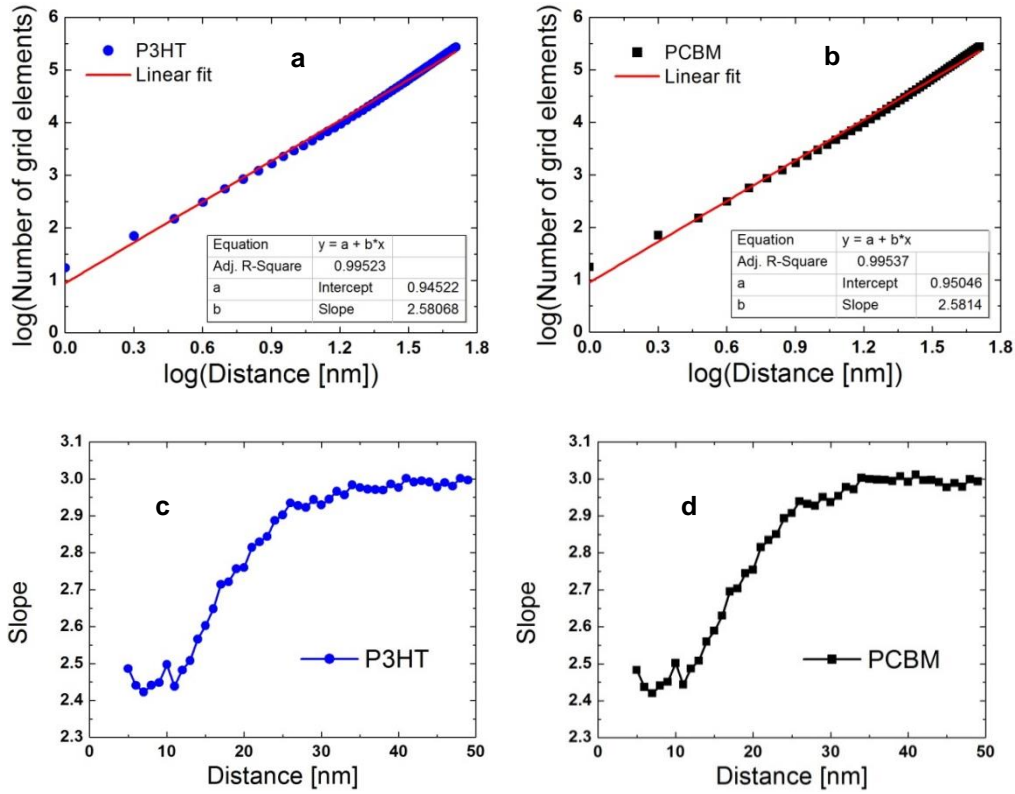 a
P3HT
Linear fit
log(Number of grid elements)
6
5
4
3
2
1
0
Equation y = a + b*x
Adj. R-Square 0.99523
a Intercept 0.94522
b Slope 2.58068
0.0 0.3 0.6 0.9 1.2 1.5 1.8
log(Distance [nm])
b
PCBM
Linear fit
log(Number of grid elements)
6
5
4
3
2
1
0
Equation y = a + b*x
Adj. R-Square 0.99537
a Intercept 0.95046
b Slope 2.5814
0.0 0.3 0.6 0.9 1.2 1.5 1.8
log(Distance [nm])
c
Slope
3.1
3.0
2.9
2.8
2.7
2.6
2.5
2.4
2.3
P3HT
0 10 20 30 40 50
Distance [nm]
d
Slope
3.1
3.0
2.9
2.8
2.7
2.6
2.5
2.4
2.3
PCBM
0 10 20 30 40 50
Distance [nm]